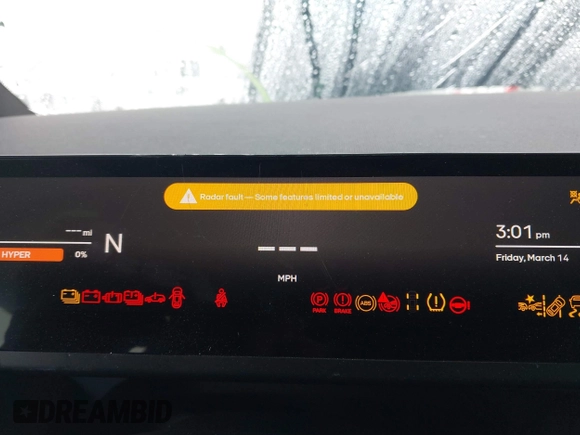 Radar fault — Some features limited or unavailable
--- mi
N
HYPER
0%
---
MPH
3:01 pm
Friday, March 14
PARK
BRAKE
ABS
DREAMBID